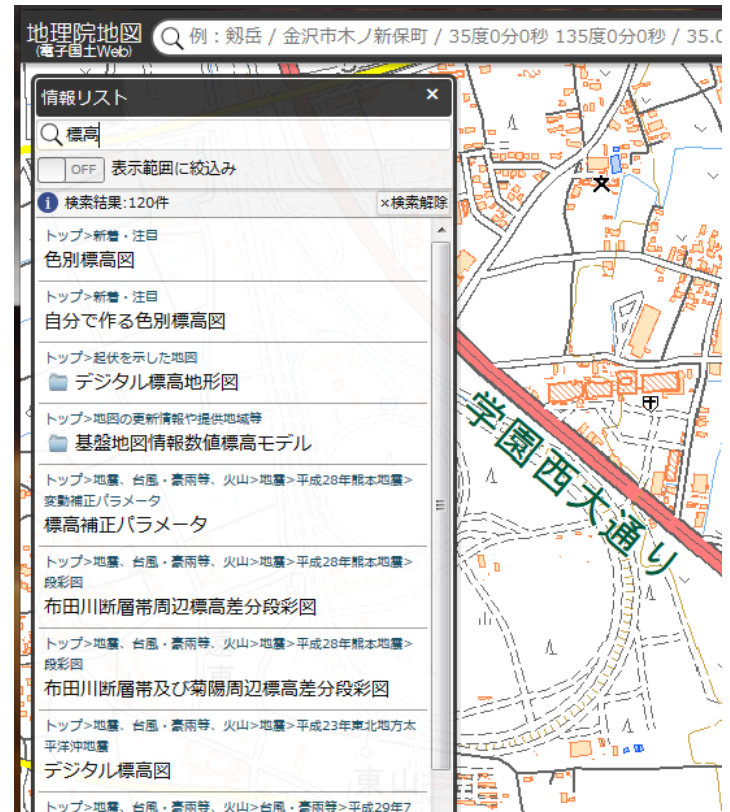 地理院地図
(電子国土Web)
例：剱岳 / 金沢市木ノ新保町 / 35度0分0秒 135度0分0秒 / 35.0
情報リスト ×
標高
OFF 表示範囲に絞込み
検索結果:120件 ×検索解除
トップ>新着・注目
色別標高図
トップ>新着・注目
自分で作る色別標高図
トップ>起伏を示した地図
デジタル標高地形図
トップ>地図の更新情報や提供地域等
基盤地図情報数値標高モデル
トップ>地震、台風・豪雨等、火山>地震>平成28年熊本地震>
変動補正パラメータ
標高補正パラメータ
トップ>地震、台風・豪雨等、火山>地震>平成28年熊本地震>
段彩図
布田川断層帯周辺標高差分段彩図
トップ>地震、台風・豪雨等、火山>地震>平成28年熊本地震>
段彩図
布田川断層帯及び菊陽周辺標高差分段彩図
トップ>地震、台風・豪雨等、火山>地震>平成23年東北地方太
平洋沖地震
デジタル標高図
トップ>地震、台風・豪雨等、火山>台風・豪雨等>平成29年7
学園西大通り
東山